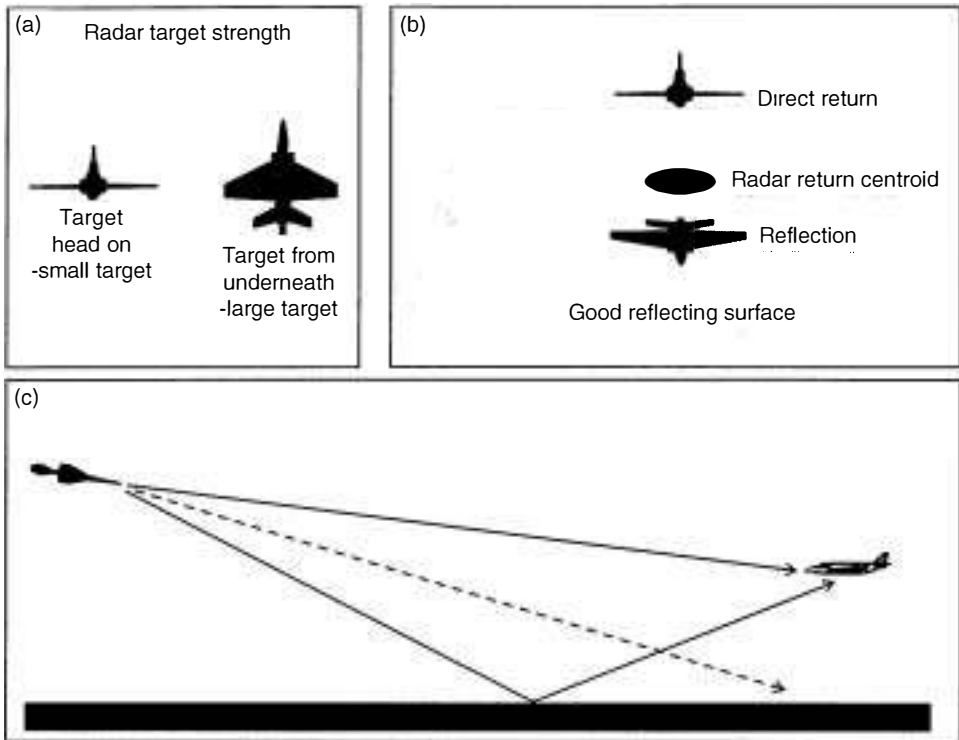 (a)
Radar target strength
Target
head on
-small target
Target from
underneath
-large target
(b)
Direct return
Radar return centroid
Reflection
Good reflecting surface
(c)